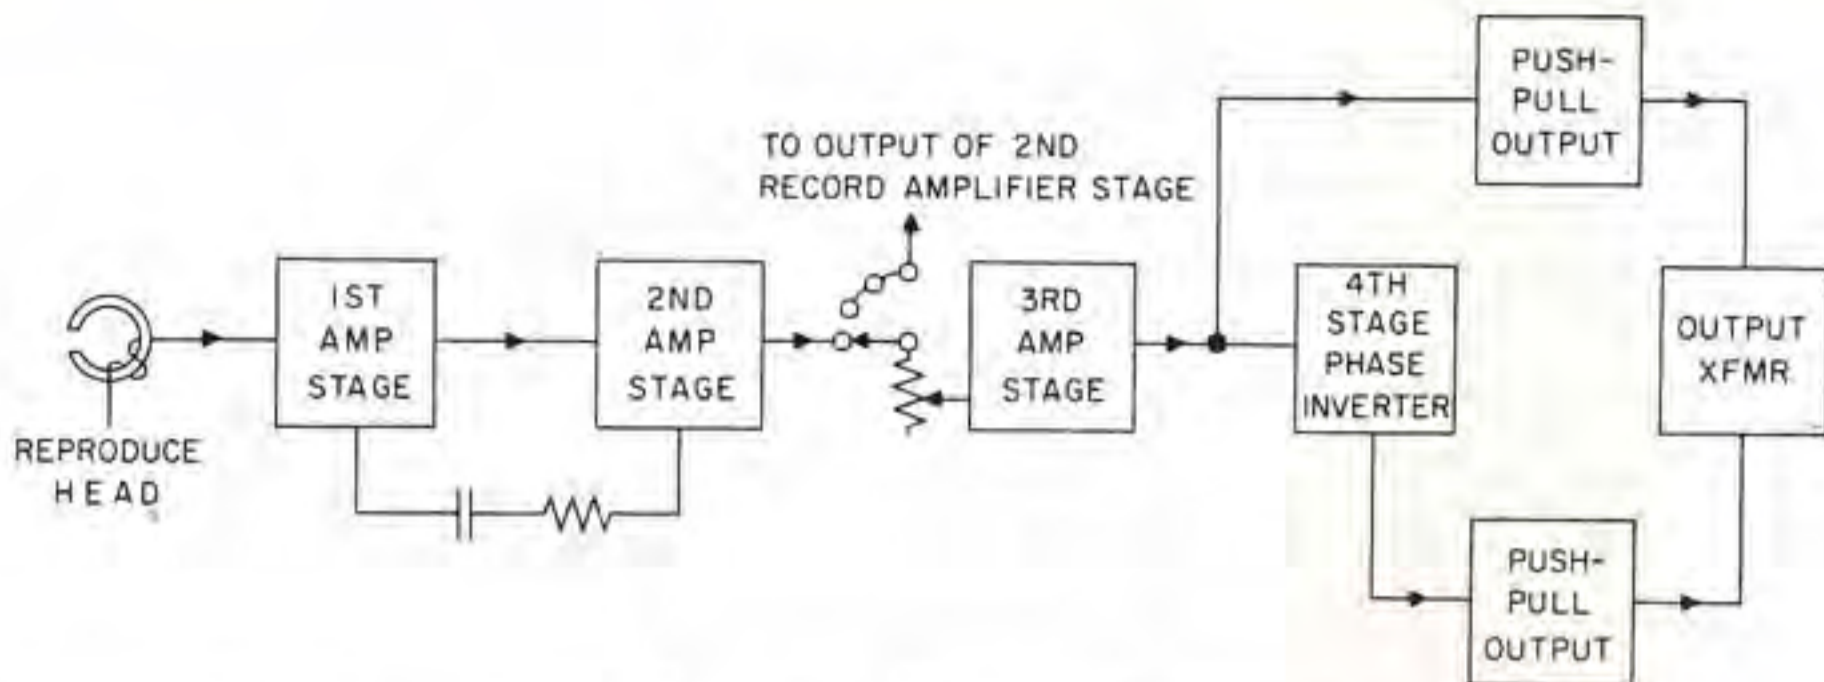 PUSH-
PULL
OUTPUT
TO OUTPUT OF 2ND
RECORD AMPLIFIER STAGE
REPRODUCE
HEAD
1ST
AMP
STAGE
2ND
AMP
STAGE
3RD
AMP
STAGE
4TH
STAGE
PHASE
INVERTER
OUTPUT
XFMR.
PUSH-
PULL
OUTPUT